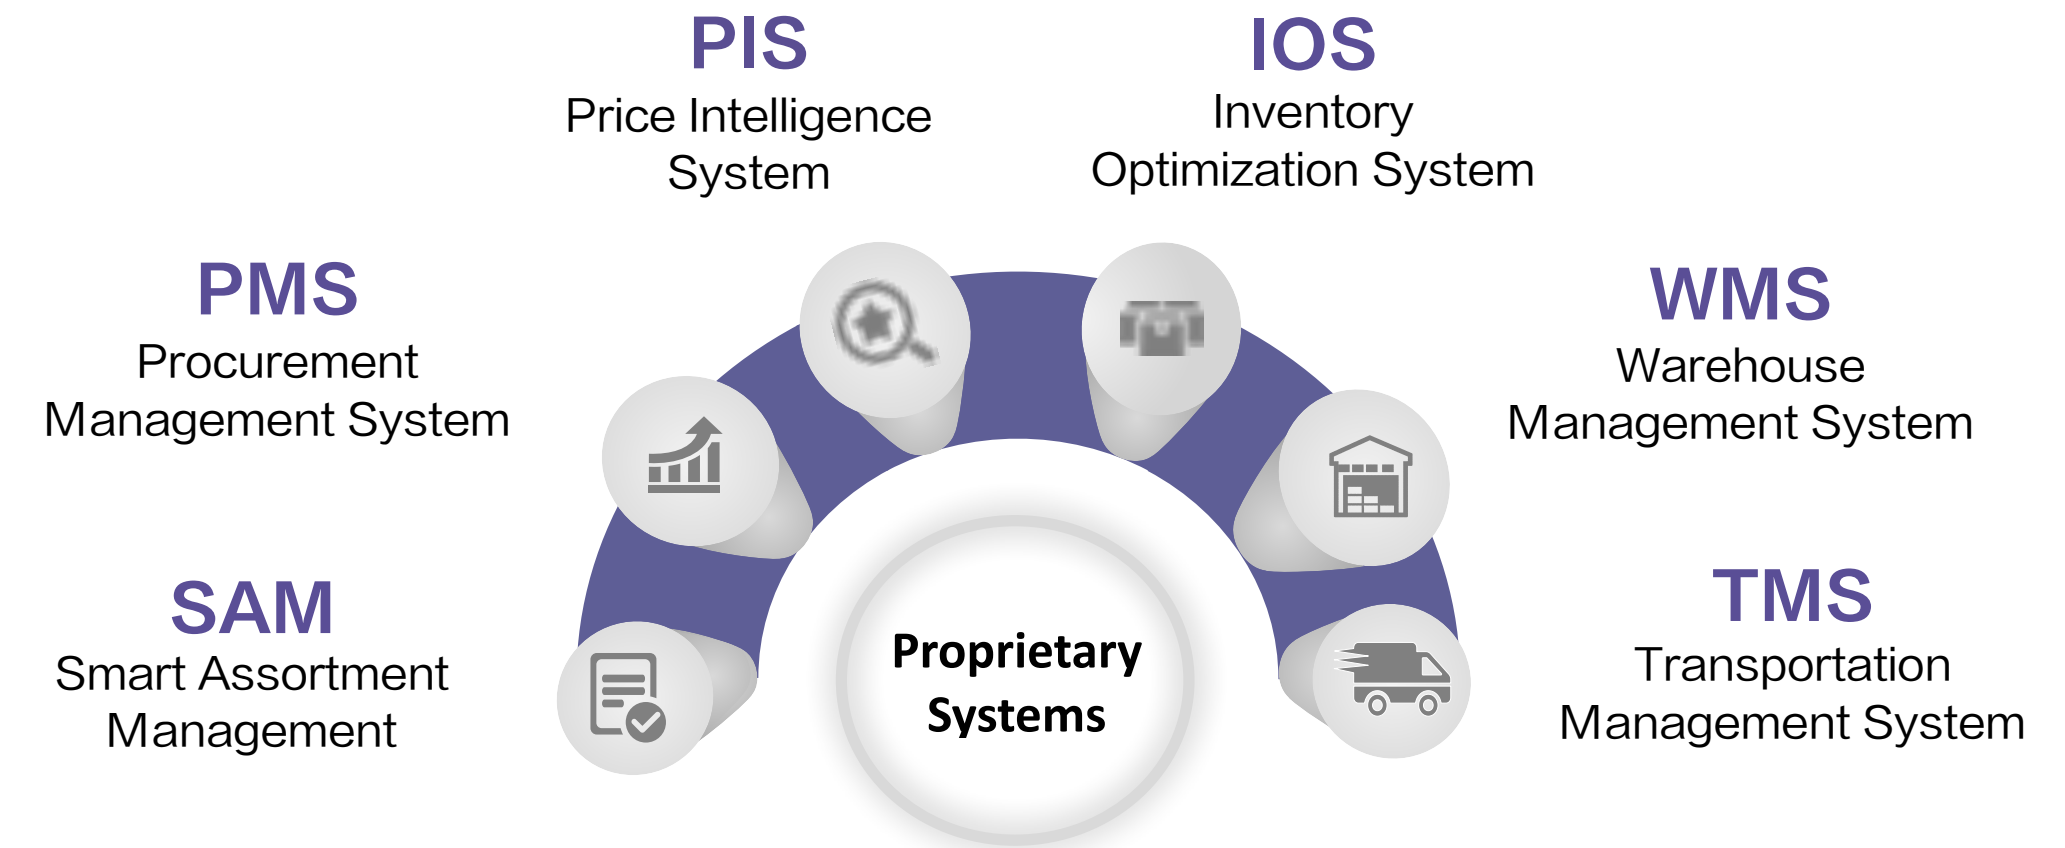 PIS
Price Intelligence
System
IOS
Inventory
Optimization System
PMS
Procurement
Management System
WMS
Warehouse
Management System
SAM
Smart Assortment
Management
TMS
Transportation
Management System
Proprietary
Systems